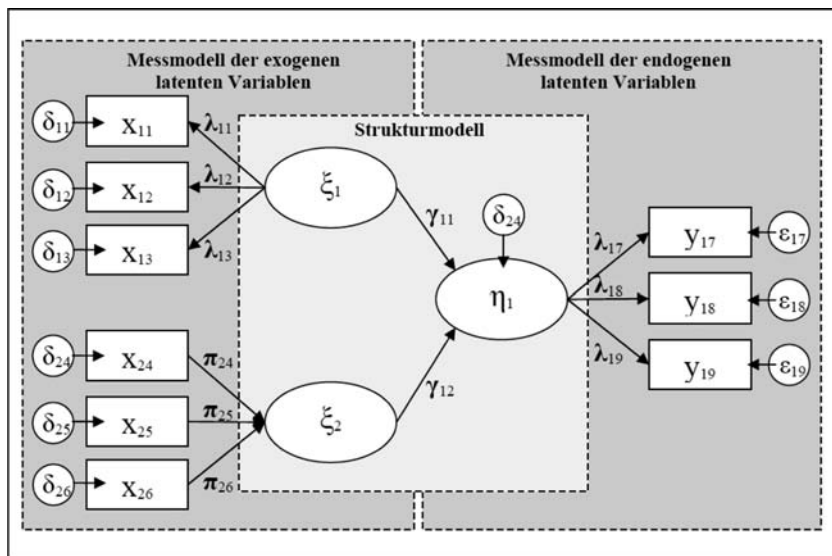 Messmodell der exogenen
latenten Variablen
Messmodell der endogenen
latenten Variablen
Strukturmodell
δ11
x11
λ11
δ12
x12
λ12
δ13
x13
λ13
ξ1
γ11
δ24
η1
λ17
y17
ε17
λ18
y18
ε18
λ19
y19
ε19
δ24
x24
π24
δ25
x25
π25
δ26
x26
π26
ξ2
γ12